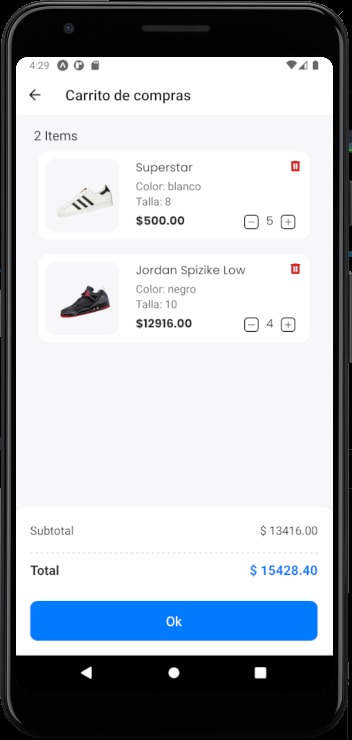 4:29
Carrito de compras
2 Items
Superstar
Color: blanco
Talla: 8
$500.00
5
Jordan Spizike Low
Color: negro
Talla: 10
$12916.00
4
Subtotal $ 13416.00
Total $ 15428.40
Ok